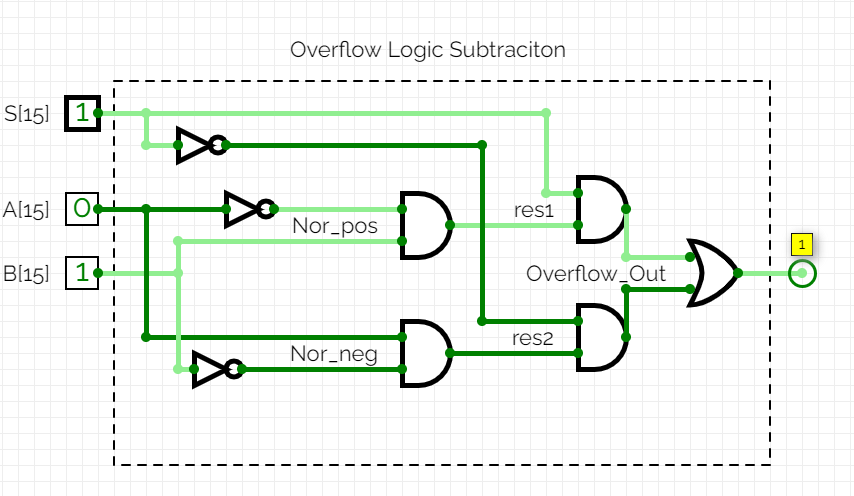 Overflow Logic Subtraciton
S[15] 1
A[15] 0
Nor_pos
res1
B[15] 1
Overflow_Out
1
Nor_neg
res2